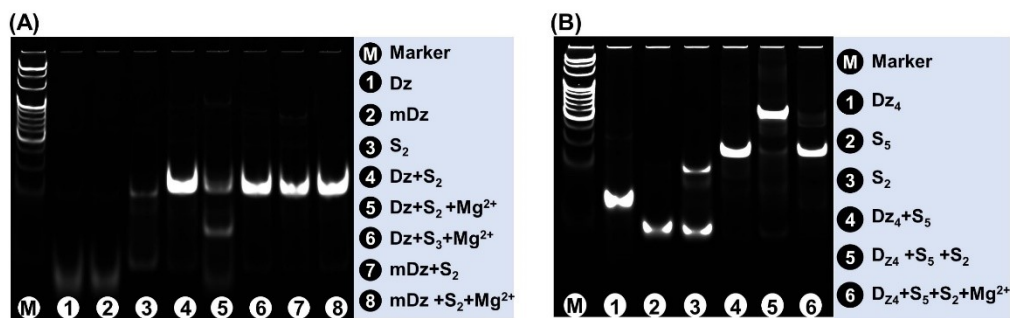 (A)
M Marker
1 Dz
2 mDz
3 S₂
4 Dz+S₂
5 Dz+S₂ +Mg²⁺
6 Dz+S₃+Mg²⁺
7 mDz+S₂
8 mDz +S₂+Mg²⁺
M 1 2 3 4 5 6 7 8
(B)
M Marker
1 Dz₄
2 S₅
3 S₂
4 Dz₄+S₅
5 D_Z₄ +S₅ +S₂
6 D_Z₄+S₅+S₂+Mg²⁺
M 1 2 3 4 5 6